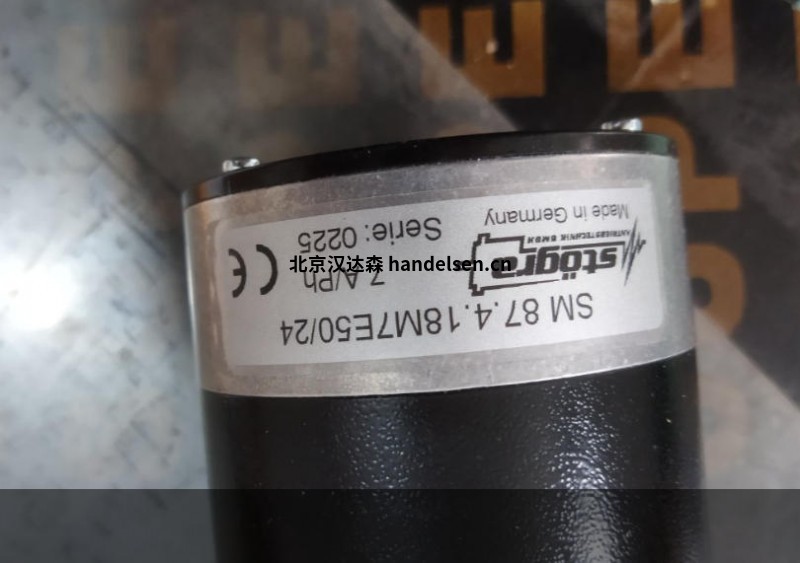 SM 87.4.18M7E50/24
stögra
ANTRIEBSTECHNIK GMBH
7 A/Ph
Serie: 0225
Made in Germany
CE
北京汉达森 handelsen.cn